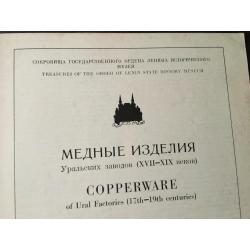 СОКРОВИЩА ГОСУДАРСТВЕННОГО ОРДЕНА ЛЕНИНА ИСТОРИЧЕСКОГО
МУЗЕЯ
TREASURES OF THE ORDER OF LENIN STATE HISTORY MUSEUM
МЕДНЫЕ ИЗДЕЛИЯ
Уральских заводов (XVII—XIX веков)
COPPERWARE
of Ural Factories (17th—19th centuries)